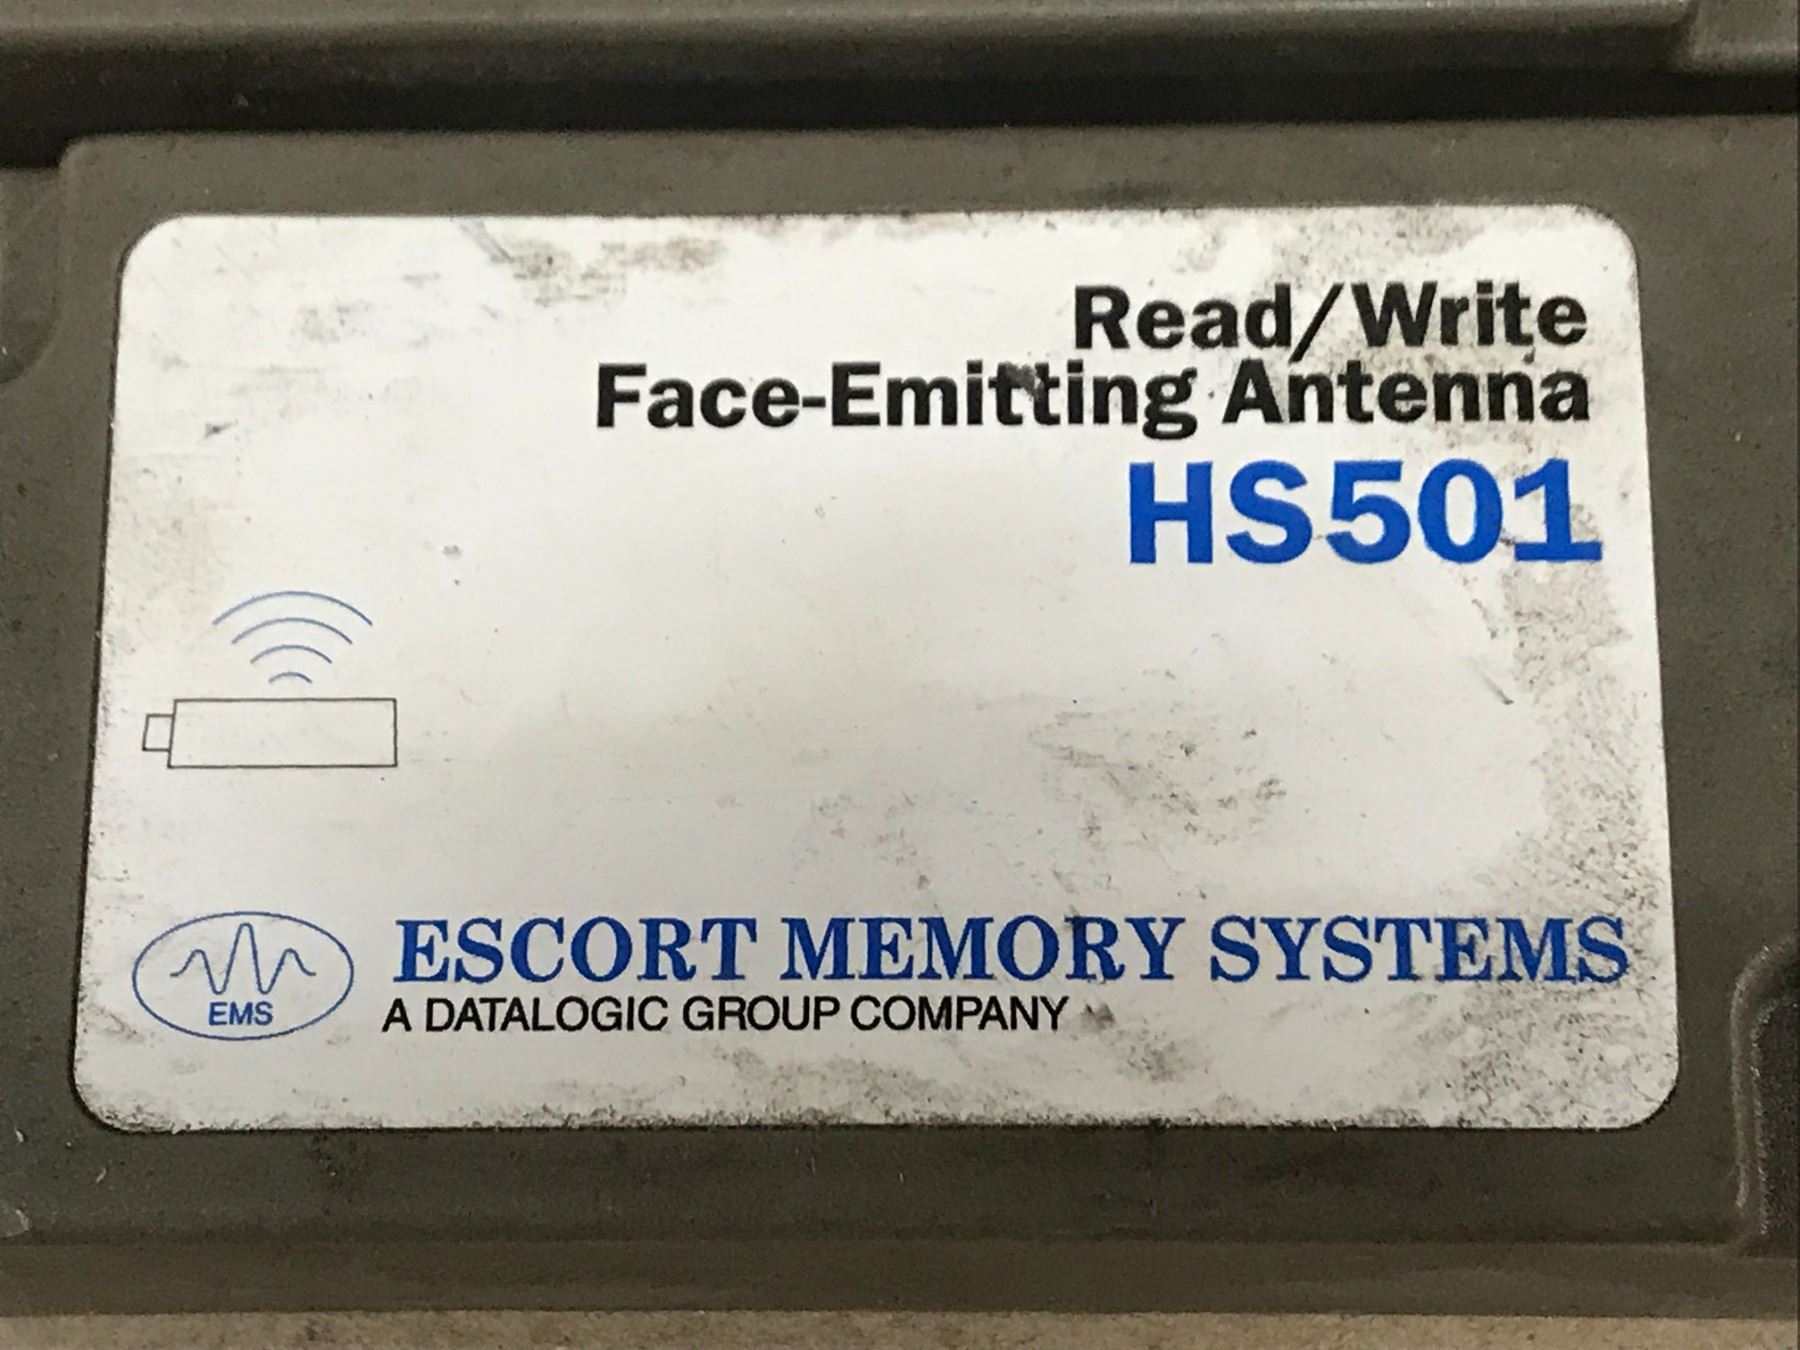 Read/Write
Face-Emitting Antenna
HS501
EMS
ESCORT MEMORY SYSTEMS
A DATALOGIC GROUP COMPANY